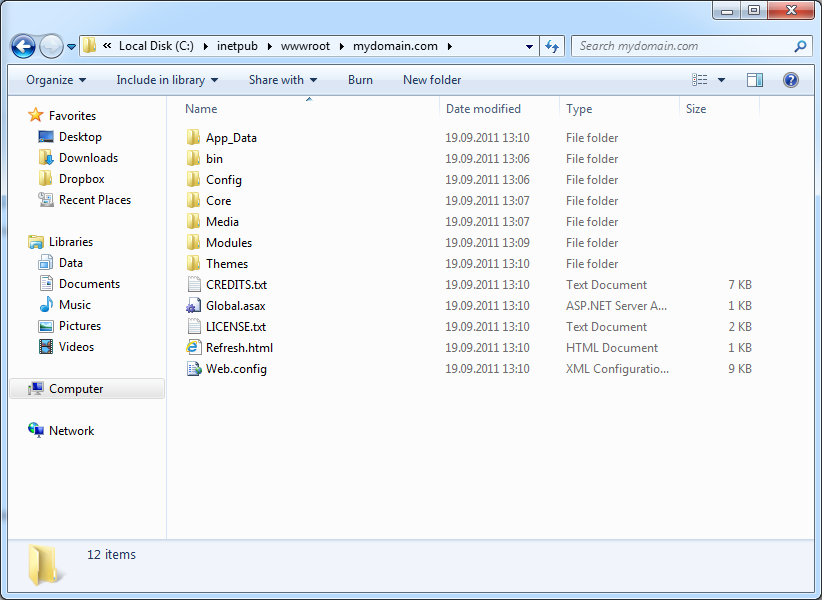 « Local Disk (C:) inetpub wwwroot mydomain.com Search mydomain.com
Organize Include in library Share with Burn New folder
Favorites
Desktop
Downloads
Dropbox
Recent Places
Libraries
Data
Documents
Music
Pictures
Videos
Computer
Network
Name Date modified Type Size
App_Data 19.09.2011 13:10 File folder
bin 19.09.2011 13:06 File folder
Config 19.09.2011 13:06 File folder
Core 19.09.2011 13:07 File folder
Media 19.09.2011 13:07 File folder
Modules 19.09.2011 13:09 File folder
Themes 19.09.2011 13:10 File folder
CREDITS.txt 19.09.2011 13:10 Text Document 7 KB
Global.asax 19.09.2011 13:10 ASP.NET Server A... 1 KB
LICENSE.txt 19.09.2011 13:10 Text Document 2 KB
Refresh.html 19.09.2011 13:10 HTML Document 1 KB
Web.config 19.09.2011 13:10 XML Configuratio... 9 KB
12 items